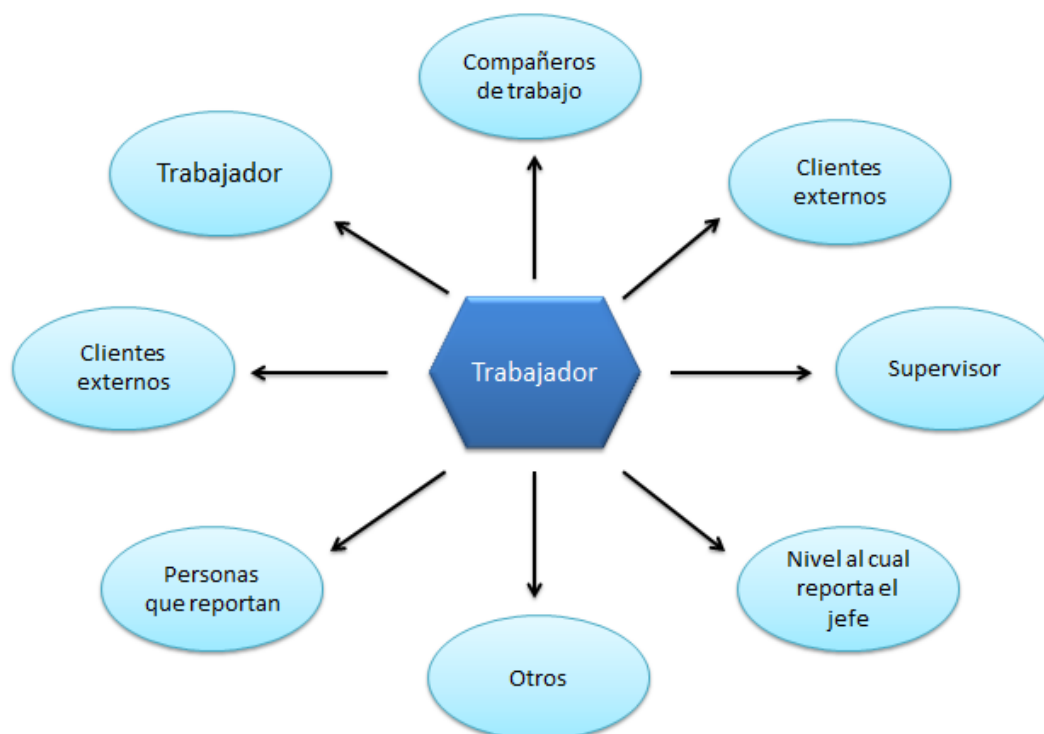 Compañeros
de trabajo
Trabajador
Clientes
externos
Clientes
externos
Trabajador
Supervisor
Personas
que reportan
Nivel al cual
reporta el
jefe
Otros